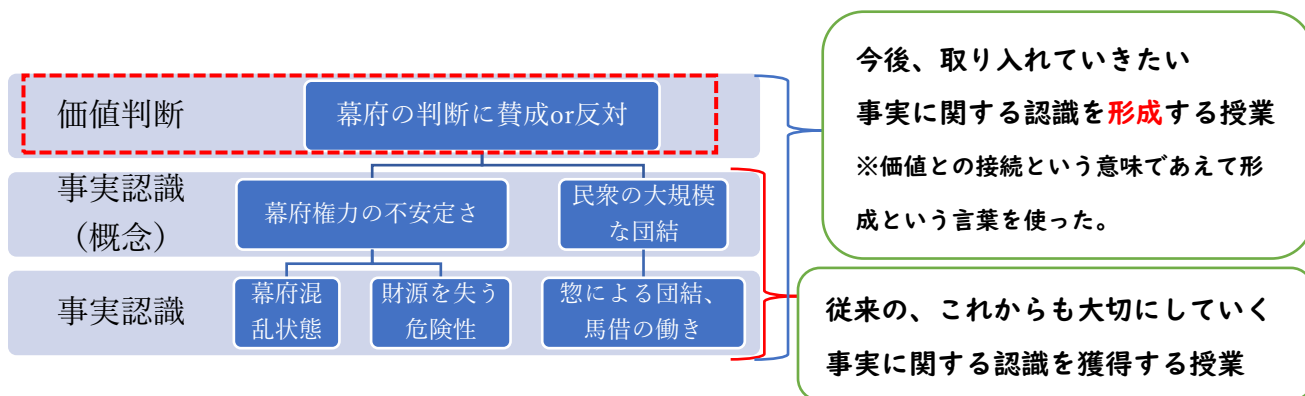 価値判断
幕府の判断に賛成or反対
事実認識
（概念）
幕府権力の不安定さ
民衆の大規模
な団結
事実認識
幕府混
乱状態
財源を失う
危険性
惣による団結、
馬借の働き
今後、取り入れていきたい
事実に関する認識を形成する授業
※価値との接続という意味であえて形
成という言葉を使った。
従来の、これからも大切にしていく
事実に関する認識を獲得する授業